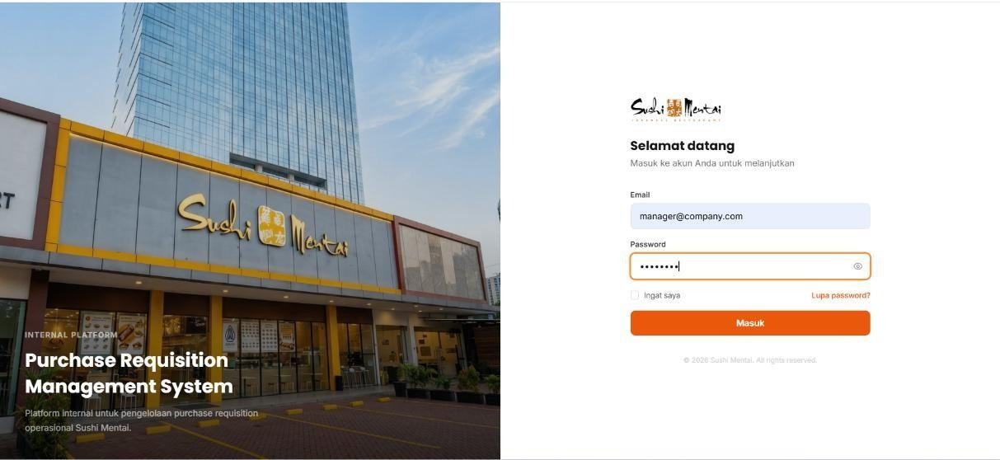 Sushi Mentai
INTERNAL PLATFORM
Purchase Requisition
Management System
Platform internal untuk pengelolaan purchase requisition
operasional Sushi Mentai.
Sushi Mentai
JAPANESE RESTAURANT
Selamat datang
Masuk ke akun Anda untuk melanjutkan
Email
manager@company.com
Password
••••••••
Ingat saya
Lupa password?
Masuk
© 2026 Sushi Mentai. All rights reserved.